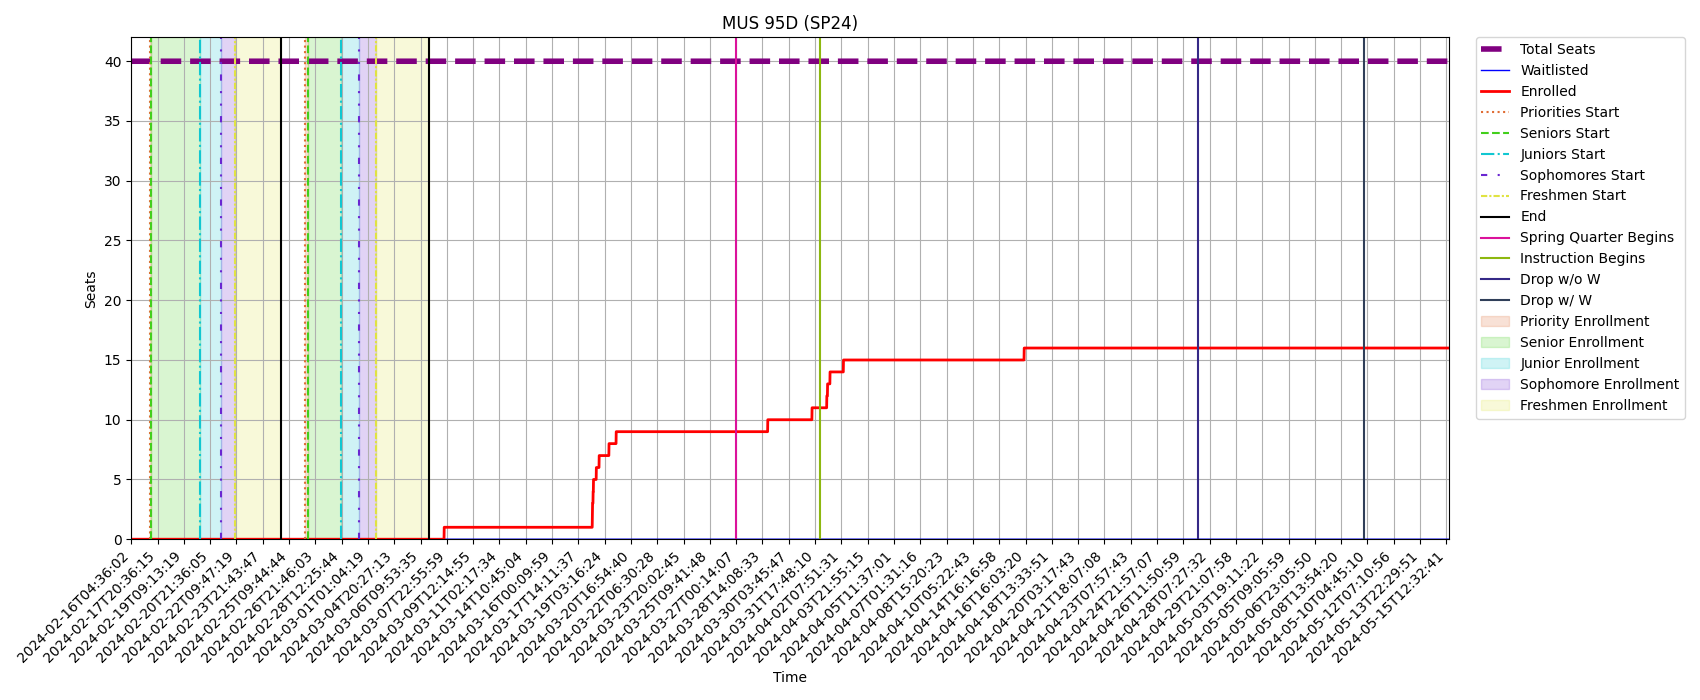 MUS 95D (SP24)
Seats
40
35
30
25
20
15
10
5
0
2024-02-16T04:36:02
2024-02-17T20:36:15
2024-02-19T09:13:19
2024-02-20T21:36:05
2024-02-22T09:47:19
2024-02-23T21:43:47
2024-02-25T09:44:44
2024-02-26T21:46:03
2024-02-28T12:25:44
2024-03-01T01:04:19
2024-03-04T20:27:13
2024-03-06T09:53:35
2024-03-07T22:55:59
2024-03-09T12:14:55
2024-03-11T02:17:34
2024-03-14T10:45:04
2024-03-16T00:09:59
2024-03-17T14:11:37
2024-03-19T03:16:24
2024-03-20T16:54:40
2024-03-22T06:30:28
2024-03-23T20:02:45
2024-03-25T09:41:48
2024-03-27T00:14:07
2024-03-28T14:08:33
2024-03-30T03:45:47
2024-03-31T17:48:10
2024-04-02T07:51:31
2024-04-03T21:55:15
2024-04-05T11:37:01
2024-04-07T01:31:16
2024-04-08T15:20:23
2024-04-10T05:22:43
2024-04-14T16:16:58
2024-04-16T16:03:20
2024-04-18T13:33:51
2024-04-20T03:17:43
2024-04-21T18:07:08
2024-04-23T07:57:43
2024-04-24T21:57:07
2024-04-26T11:50:59
2024-04-28T07:27:32
2024-04-29T21:07:58
2024-05-03T19:11:22
2024-05-05T09:05:59
2024-05-06T23:05:50
2024-05-08T13:54:20
2024-05-10T04:45:10
2024-05-12T07:10:56
2024-05-13T22:29:51
2024-05-15T12:32:41
Time
Total Seats
Waitlisted
Enrolled
Priorities Start
Seniors Start
Juniors Start
Sophomores Start
Freshmen Start
End
Spring Quarter Begins
Instruction Begins
Drop w/o W
Drop w/ W
Priority Enrollment
Senior Enrollment
Junior Enrollment
Sophomore Enrollment
Freshmen Enrollment